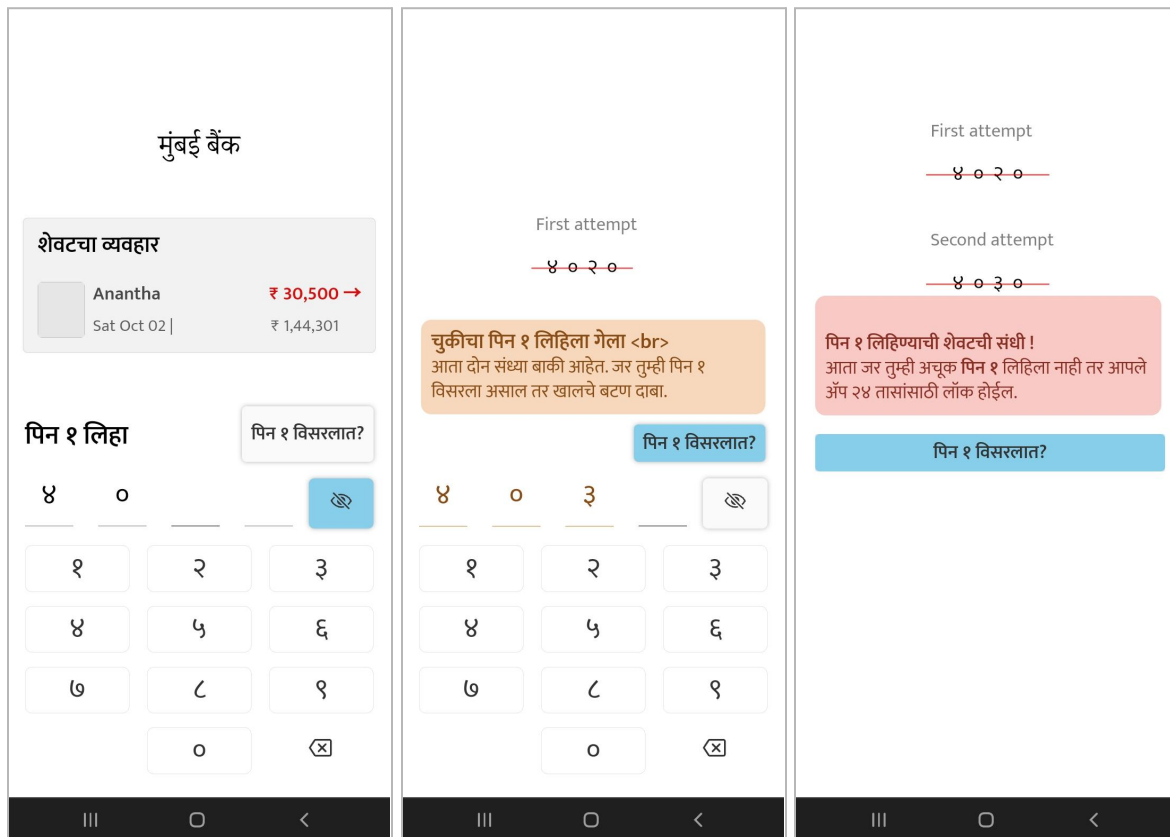 मुंबई बैंक
शेवटचा व्यवहार
Anantha ₹ 30,500 →
Sat Oct 02 | ₹ 1,44,301
पिन १ लिहा पिन १ विसरलात?
४ ०
१ २ ३
४ ५ ६
७ ८ ९
०
First attempt
४ ० २ ०
चुकीचा पिन १ लिहिला गेला <br>
आता दोन संध्या बाकी आहेत. जर तुम्ही पिन १
विसरला असाल तर खालचे बटण दाबा.
पिन १ विसरलात?
४ ० ३
१ २ ३
४ ५ ६
७ ८ ९
०
First attempt
४ ० २ ०
Second attempt
४ ० ३ ०
पिन १ लिहिण्याची शेवटची संधी !
आता जर तुम्ही अचूक पिन १ लिहिला नाही तर आपले
ॲप २४ तासांसाठी लॉक होईल.
पिन १ विसरलात?